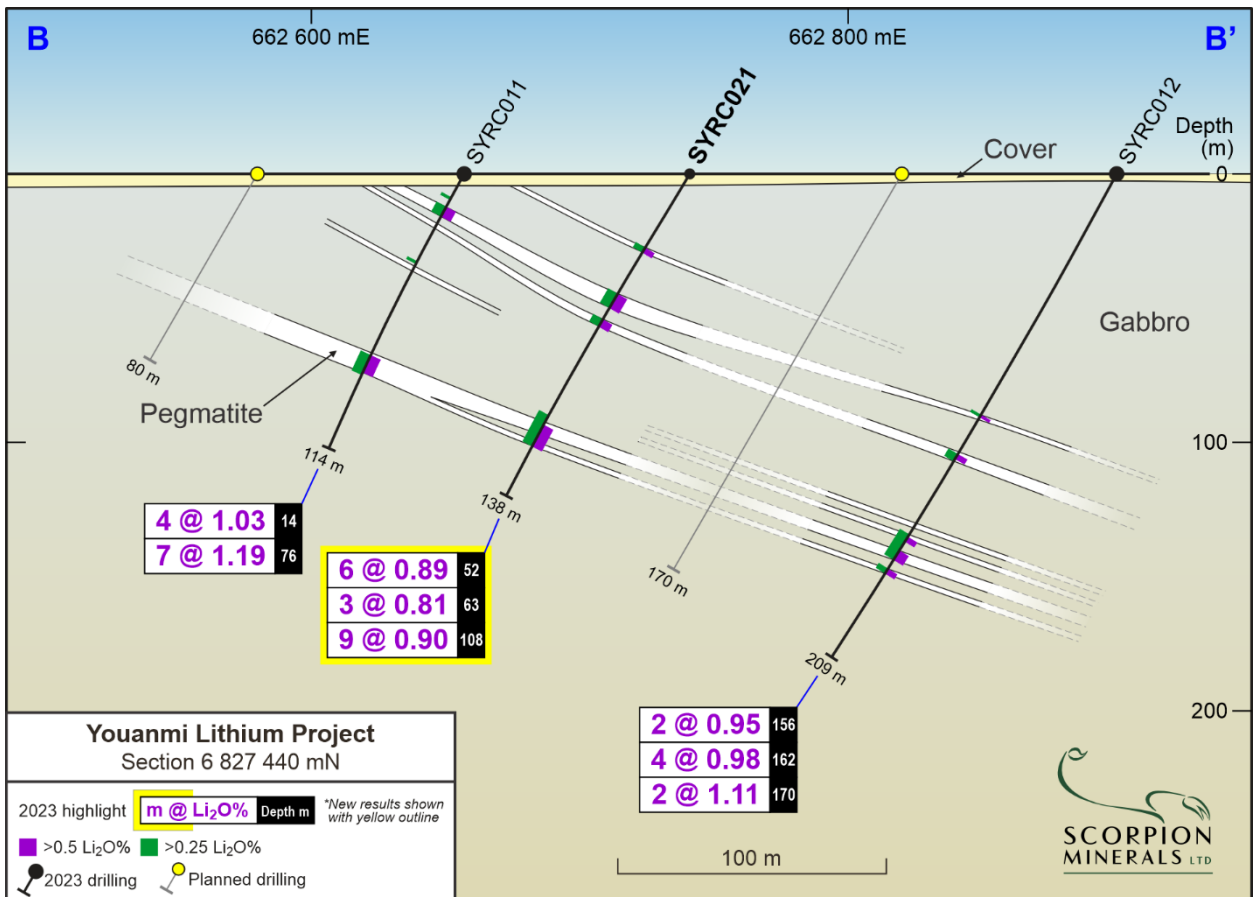 B
662 600 mE
662 800 mE
B’
SYRC011
SYRC021
SYRC012
Depth
(m)
Cover
0
Gabbro
80 m
Pegmatite
100
114 m
138 m
170 m
209 m
4 @ 1.03 14
7 @ 1.19 76
6 @ 0.89 52
3 @ 0.81 63
9 @ 0.90 108
2 @ 0.95 156
4 @ 0.98 162
2 @ 1.11 170
200
Youanmi Lithium Project
Section 6 827 440 mN
2023 highlight m @ Li₂O% Depth m *New results shown
with yellow outline
>0.5 Li₂O% >0.25 Li₂O%
2023 drilling Planned drilling
100 m
SCORPION
MINERALS LTD